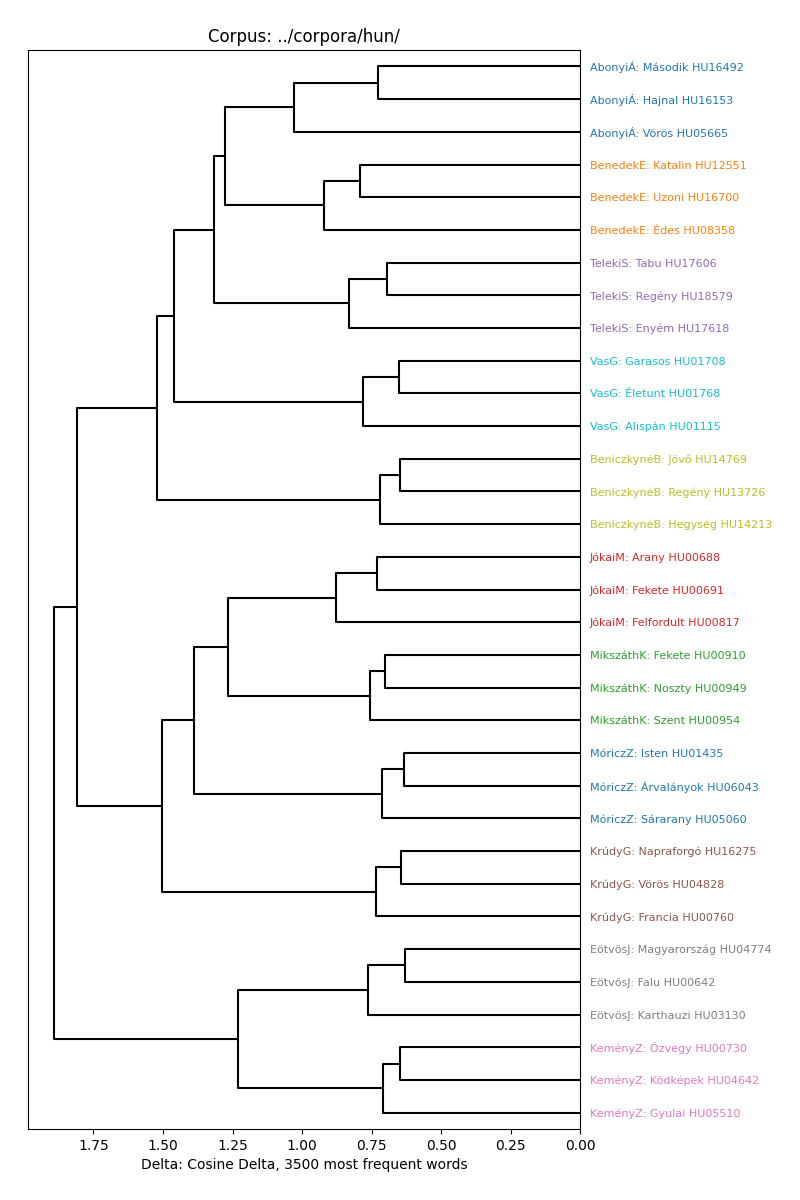 Corpus: ../corpora/hun/
AbonyiÁ: Második HU16492
AbonyiÁ: Hajnal HU16153
AbonyiÁ: Vörös HU05665
BenedekE: Katalin HU12551
BenedekE: Uzoni HU16700
BenedekE: Édes HU08358
TelekiS: Tabu HU17606
TelekiS: Regény HU18579
TelekiS: Enyém HU17618
VasG: Garasos HU01708
VasG: Életunt HU01768
VasG: Alispán HU01115
BeniczkynéB: Jövő HU14769
BeniczkynéB: Regény HU13726
BeniczkynéB: Hegység HU14213
JókaiM: Arany HU00688
JókaiM: Fekete HU00691
JókaiM: Felfordult HU00817
MikszáthK: Fekete HU00910
MikszáthK: Noszty HU00949
MikszáthK: Szent HU00954
MóriczZ: Isten HU01435
MóriczZ: Árvalányok HU06043
MóriczZ: Sárarany HU05060
KrúdyG: Napraforgó HU16275
KrúdyG: Vörös HU04828
KrúdyG: Francia HU00760
EötvösJ: Magyarország HU04774
EötvösJ: Falu HU00642
EötvösJ: Karthauzi HU03130
KeményZ: Özvegy HU00730
KeményZ: Ködképek HU04642
KeményZ: Gyulai HU05510
1.75 1.50 1.25 1.00 0.75 0.50 0.25 0.00
Delta: Cosine Delta, 3500 most frequent words